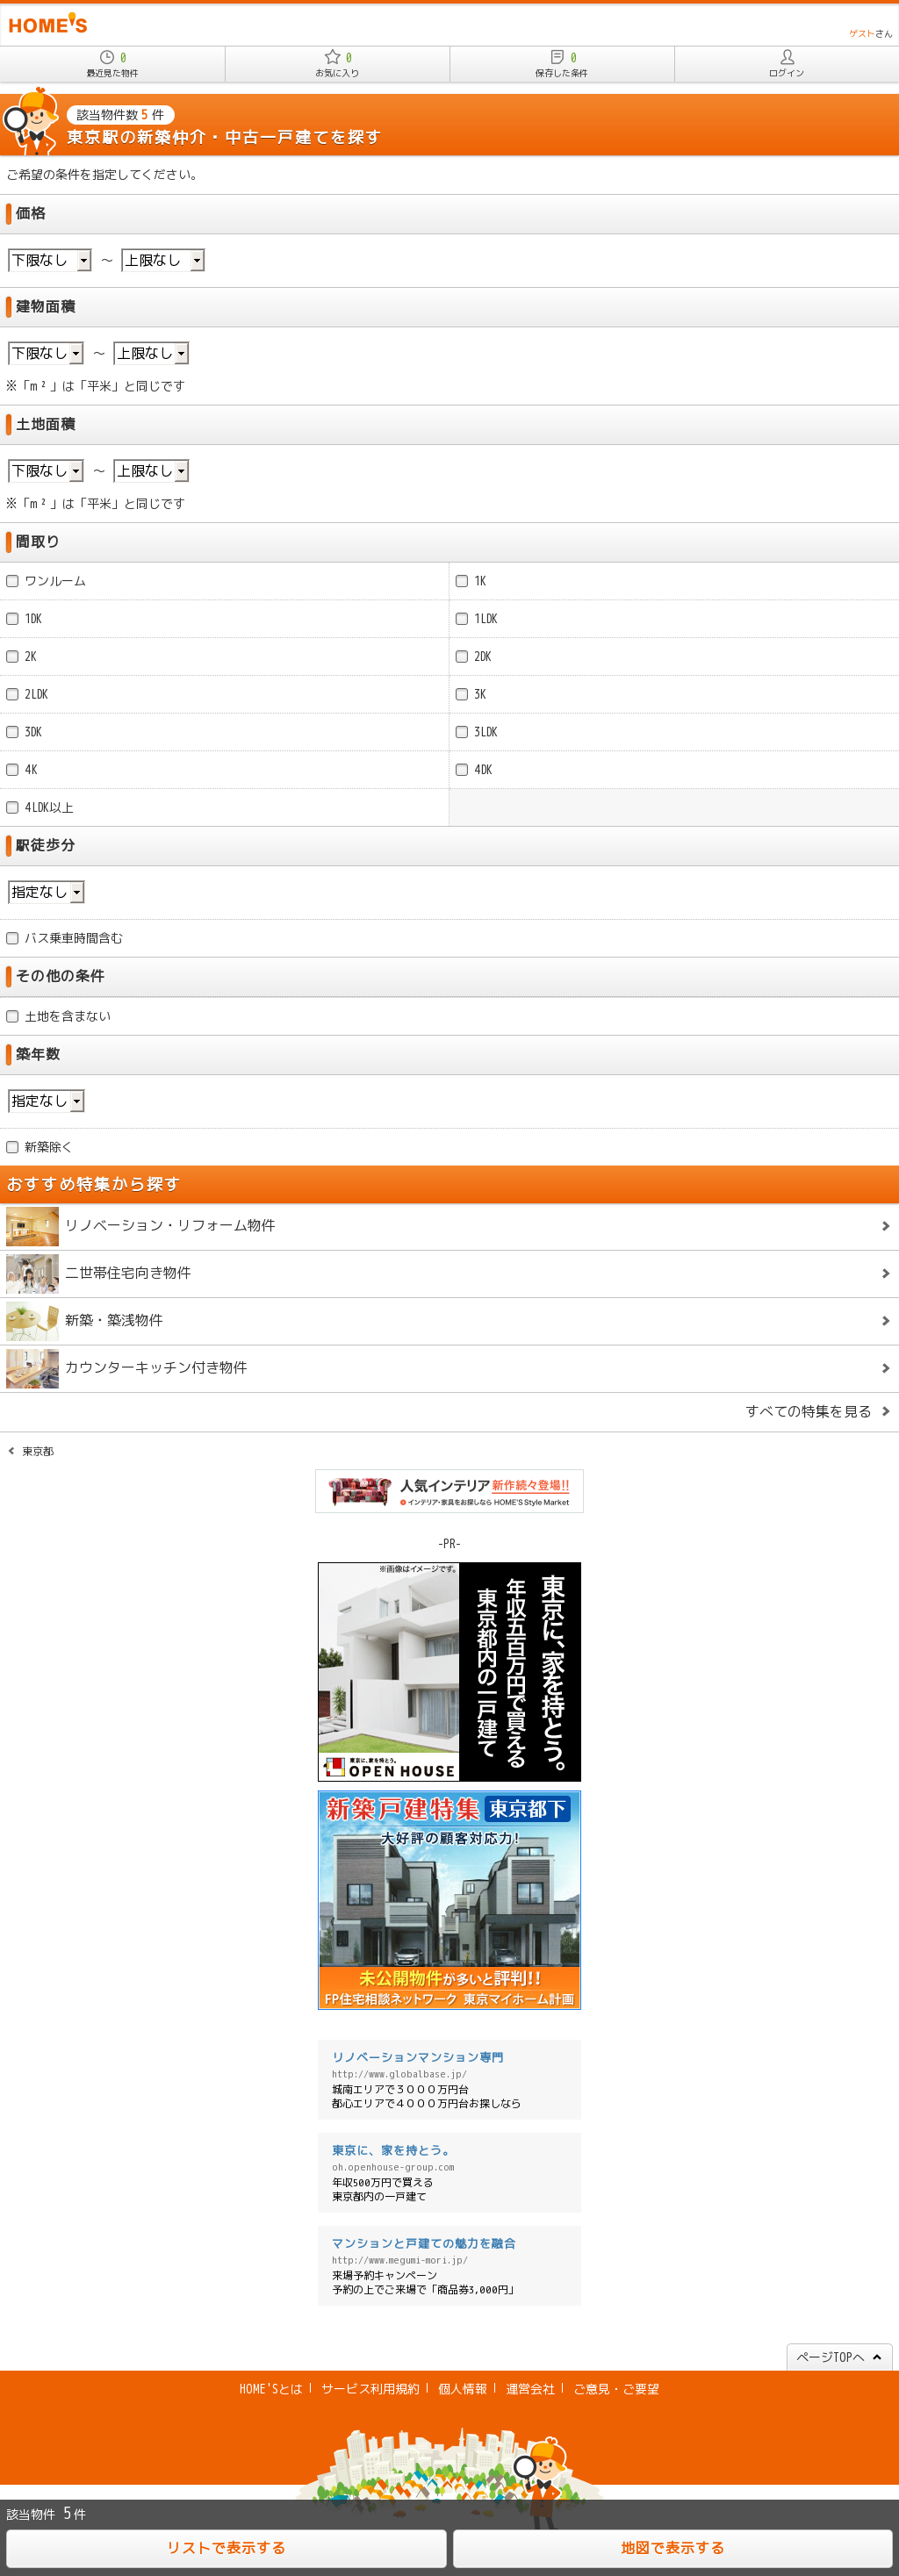 HOME'S
ゲストさん
0
最近見た物件
0
お気に入り
0
保存した条件
ログイン
該当物件数 5 件
東京駅の新築仲介・中古一戸建てを探す
ご希望の条件を指定してください。
価格
下限なし ～ 上限なし
建物面積
下限なし ～ 上限なし
※「m²」は「平米」と同じです
土地面積
下限なし ～ 上限なし
※「m²」は「平米」と同じです
間取り
ワンルーム
1K
1DK
1LDK
2K
2DK
2LDK
3K
3DK
3LDK
4K
4DK
4LDK以上
駅徒歩分
指定なし
バス乗車時間含む
その他の条件
土地を含まない
築年数
指定なし
新築除く
おすすめ特集から探す
リノベーション・リフォーム物件
二世帯住宅向き物件
新築・築浅物件
カウンターキッチン付き物件
すべての特集を見る
東京都
人気インテリア 新作続々登場!!
インテリア・家具をお探しなら HOME'S Style Market
-PR-
※画像はイメージです。
東京に、家を持とう。
年収五百万円で買える
東京都内の一戸建て
東京に、家を持とう。
OPEN HOUSE
新築戸建特集 東京都下
大好評の顧客対応力!
未公開物件が多いと評判!!
FP住宅相談ネットワーク 東京マイホーム計画
リノベーションマンション専門
http://www.globalbase.jp/
城南エリアで３０００万円台
都心エリアで４０００万円台お探しなら
東京に、家を持とう。
oh.openhouse-group.com
年収500万円で買える
東京都内の一戸建て
マンションと戸建ての魅力を融合
http://www.megumi-mori.jp/
来場予約キャンペーン
予約の上でご来場で「商品券3,000円」
ページTOPへ
HOME'Sとは | サービス利用規約 | 個人情報 | 運営会社 | ご意見・ご要望
該当物件 5件
リストで表示する
地図で表示する